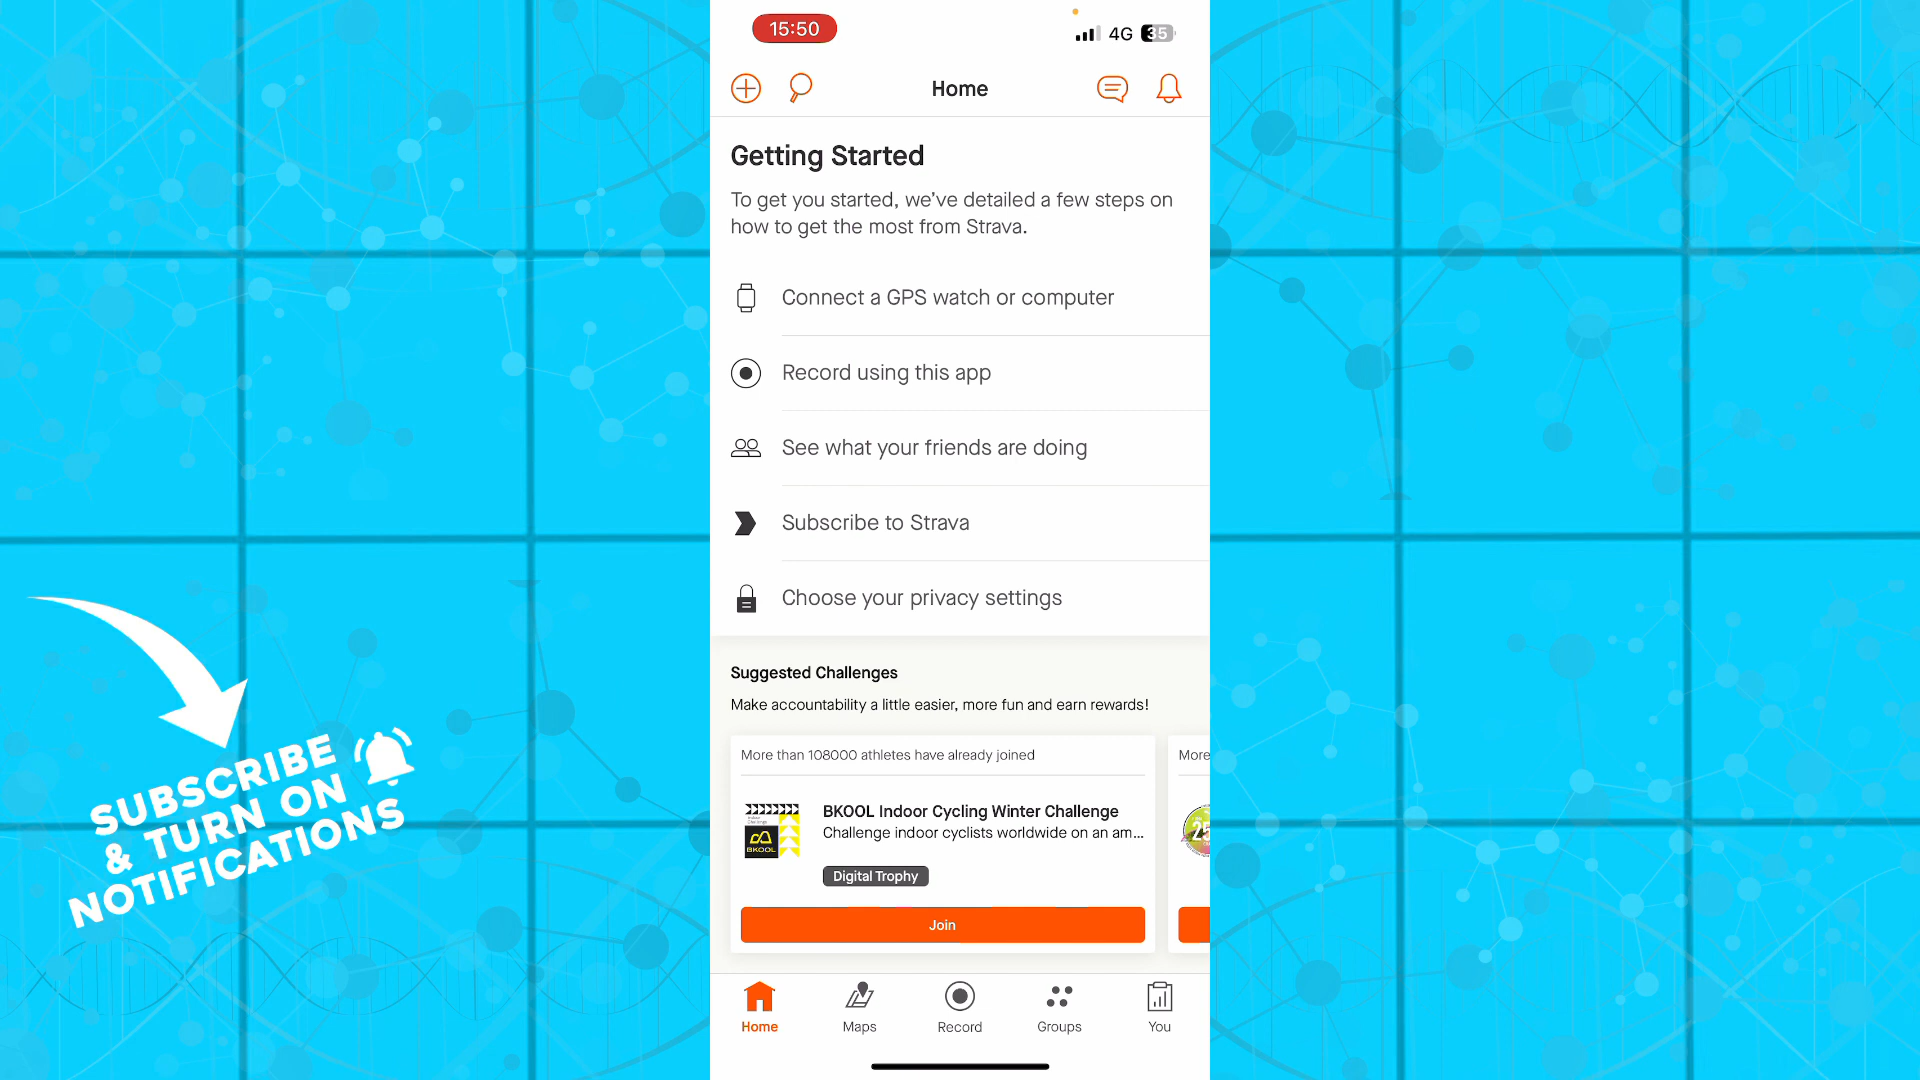 15:50
4G 35
Home
Getting Started
To get you started, we've detailed a few steps on
how to get the most from Strava.
Connect a GPS watch or computer
Record using this app
See what your friends are doing
Subscribe to Strava
Choose your privacy settings
Suggested Challenges
Make accountability a little easier, more fun and earn rewards!
More than 108000 athletes have already joined
More
BKOOL Indoor Cycling Winter Challenge
Challenge indoor cyclists worldwide on an am...
BKOOL
25
Digital Trophy
Join
Home
Maps
Record
Groups
You
SUBSCRIBE
& TURN ON
NOTIFICATIONS